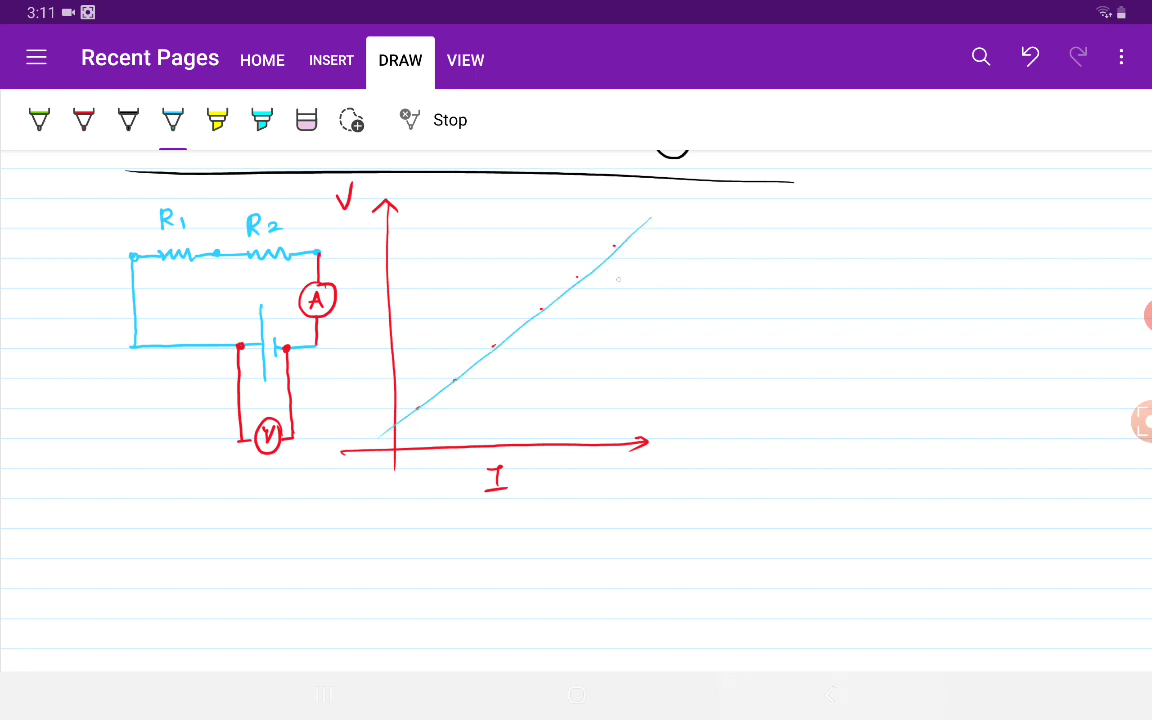 3:11
Recent Pages HOME INSERT DRAW VIEW
Stop
V
R1 R2
A
V
I